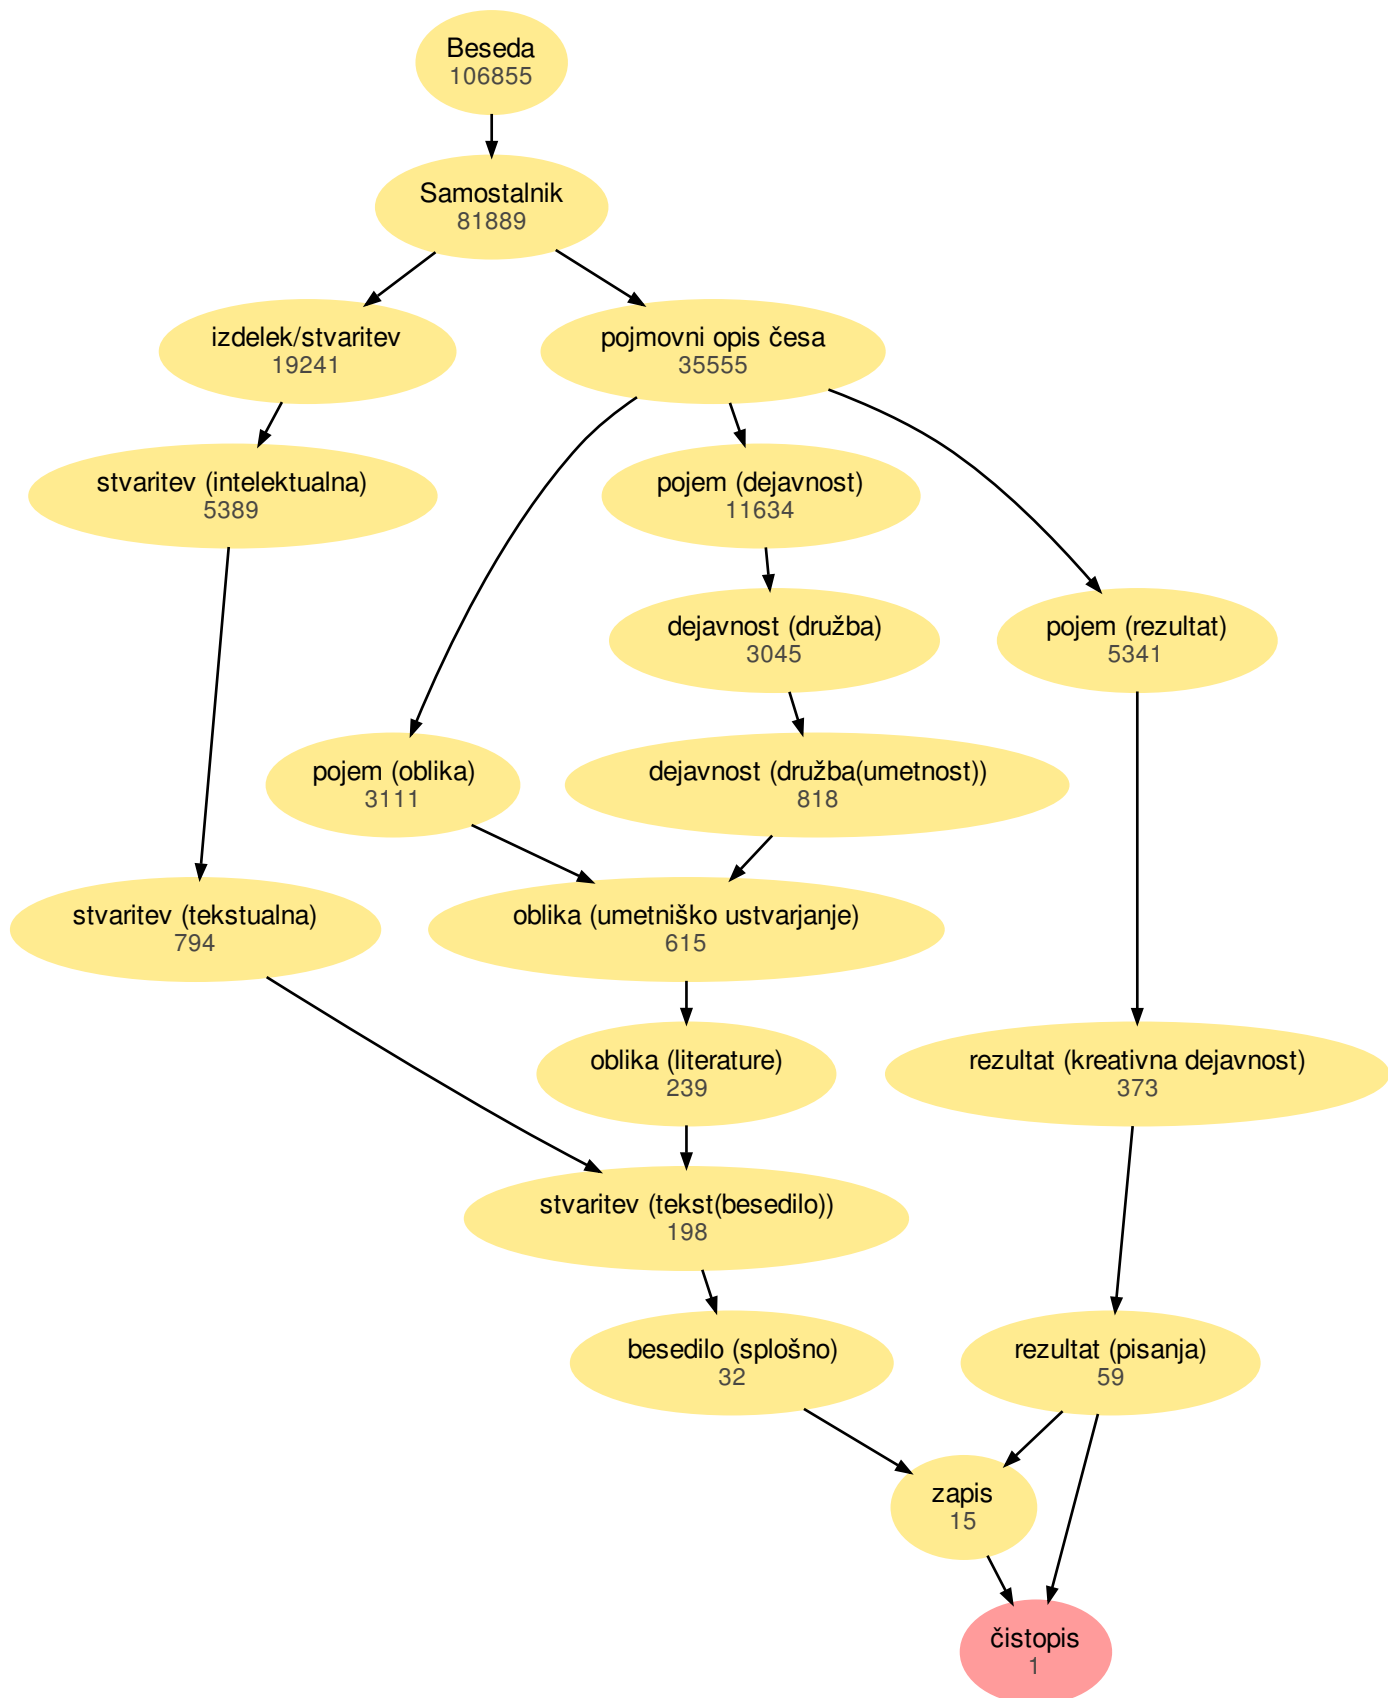 Beseda
106855
Samostalnik
81889
izdelek/stvaritev
19241
pojmovni opis česa
35555
stvaritev (intelektualna)
5389
pojem (dejavnost)
11634
dejavnost (družba)
3045
pojem (rezultat)
5341
pojem (oblika)
3111
dejavnost (družba(umetnost))
818
stvaritev (tekstualna)
794
oblika (umetniško ustvarjanje)
615
oblika (literature)
239
rezultat (kreativna dejavnost)
373
stvaritev (tekst(besedilo))
198
besedilo (splošno)
32
rezultat (pisanja)
59
zapis
15
čistopis
1